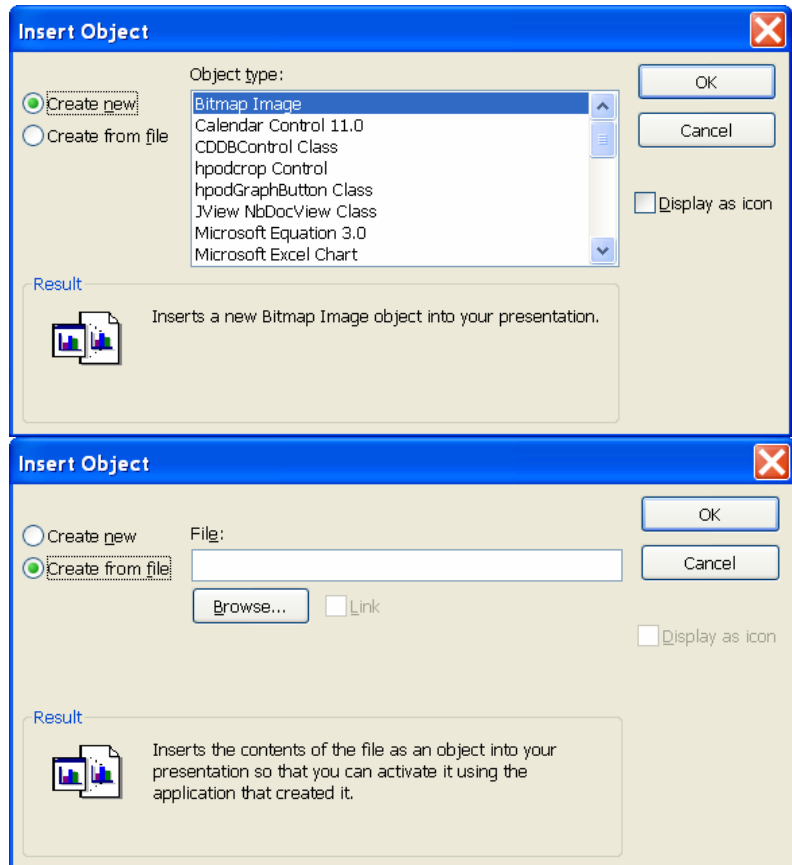 Insert Object
Object type:
Create new
Create from file
Bitmap Image
Calendar Control 11.0
CDDBControl Class
hpodcrop Control
hpodGraphButton Class
JView NbDocView Class
Microsoft Equation 3.0
Microsoft Excel Chart
OK
Cancel
Display as icon
Result
Inserts a new Bitmap Image object into your presentation.
Insert Object
Create new
Create from file
File:
Browse...
Link
OK
Cancel
Display as icon
Result
Inserts the contents of the file as an object into your
presentation so that you can activate it using the
application that created it.